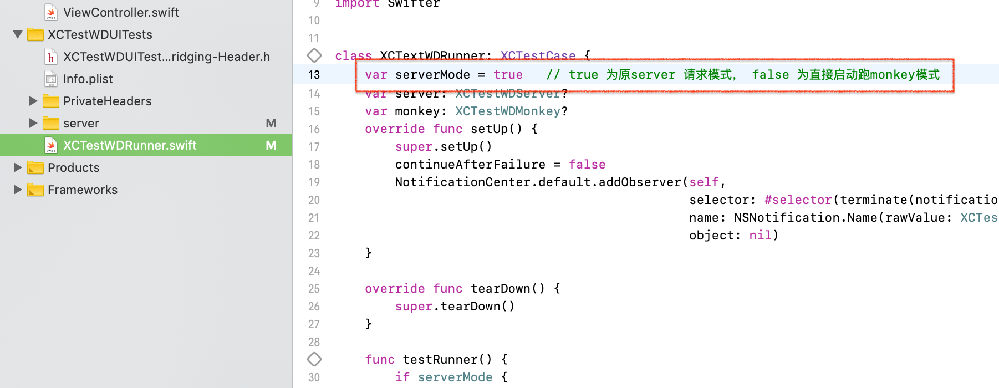 ViewController.swift
XCTestWDUITests
XCTestWDUITest...ridging-Header.h
Info.plist
PrivateHeaders
server M
XCTestWDRunner.swift M
Products
Frameworks
9 import Swifter
10
11
class XCTextWDRunner: XCTestCase {
13 var serverMode = true // true 为原server 请求模式, false 为直接启动跑monkey模式
14 var server: XCTestWDServer?
15 var monkey: XCTestWDMonkey?
16 override func setUp() {
17 super.setUp()
18 continueAfterFailure = false
19 NotificationCenter.default.addObserver(self,
20 selector: #selector(terminate(notificatio
21 name: NSNotification.Name(rawValue: XCTes
22 object: nil)
23 }
24
25 override func tearDown() {
26 super.tearDown()
27 }
28
func testRunner() {
30 if serverMode {